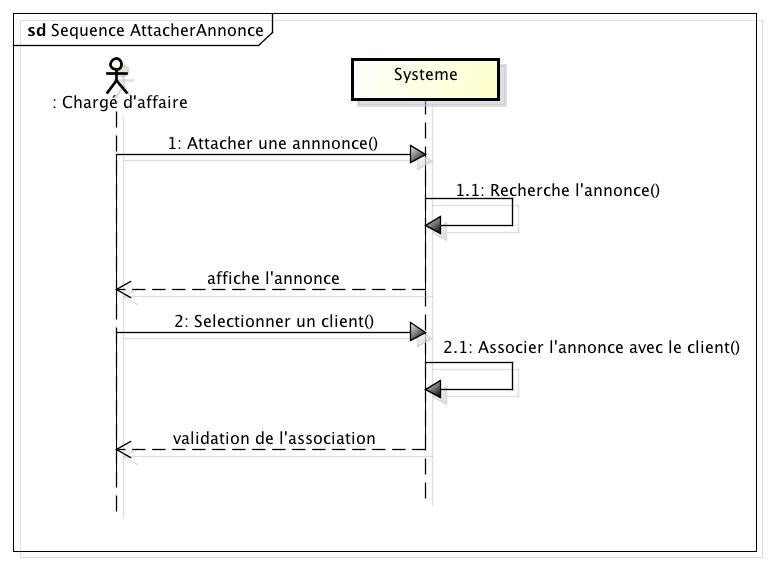 sd Sequence AttacherAnnonce
Systeme
: Chargé d'affaire
1: Attacher une annnonce()
1.1: Recherche l'annonce()
affiche l'annonce
2: Selectionner un client()
2.1: Associer l'annonce avec le client()
validation de l'association